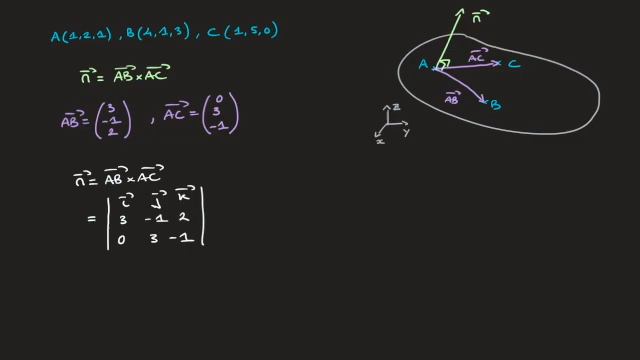 A(1,2,1) , B(4,1,3) , C(1,5,0)
n⃗ = AB⃗ × AC⃗
AB⃗ = (3 -1 2) , AC⃗ = (0 3 -1)
n⃗ = AB⃗ × AC⃗
= | i⃗ j⃗ k⃗ |
3 -1 2
0 3 -1
n⃗
A AC⃗ C
AB⃗ B
z
x y